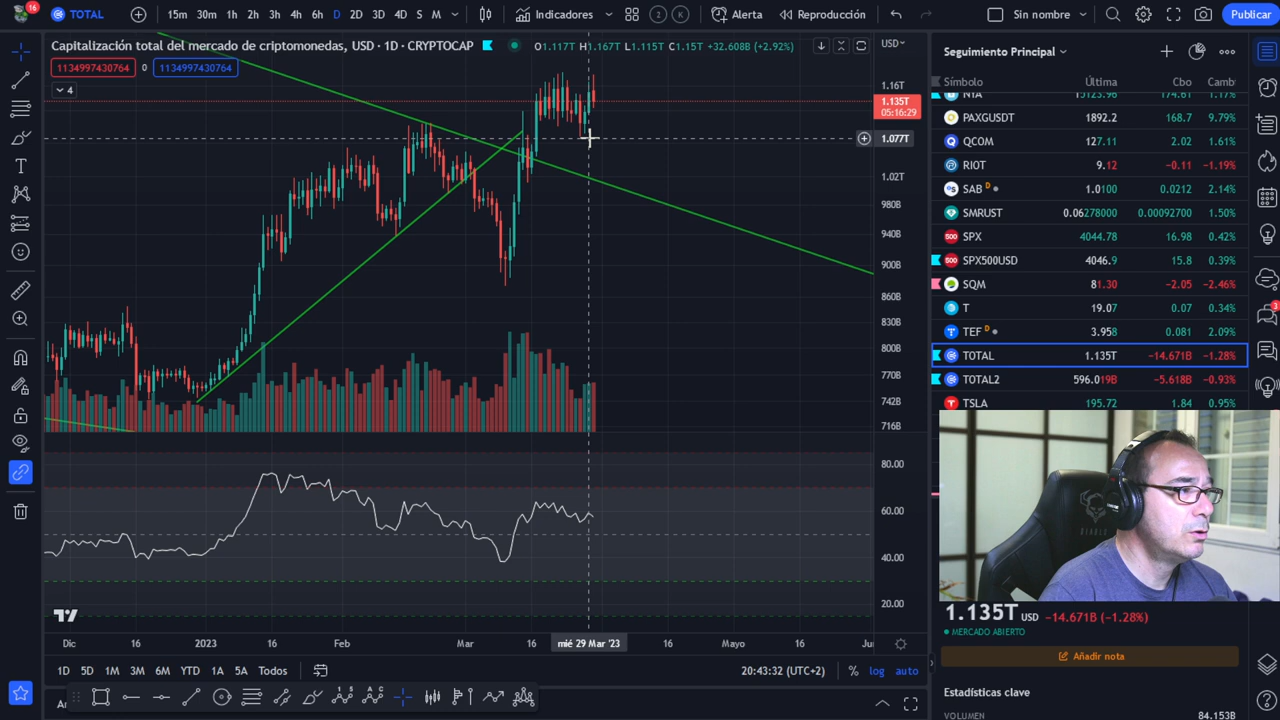 16
TOTAL
15m 30m 1h 2h 3h 4h 6h D 2D 3D 4D S M
Indicadores
2 K
Alerta
Reproducción
Sin nombre
Publicar
Capitalización total del mercado de criptomonedas, USD · 1D · CRYPTOCAP
O1.117T H1.167T L1.115T C1.15T +32.608B (+2.92%)
USD
1134997430764 0 1134997430764
4
1.16T
1.135T
05:16:29
1.077T
1.02T
980B
940B
900B
860B
830B
800B
770B
742B
716B
80.00
60.00
40.00
20.00
Dic 16 2023 16 Feb Mar 16 mié 29 Mar '23 16 Mayo 16
1D 5D 1M 3M 6M YTD 1A 5A Todos
20:43:32 (UTC+2)
% log auto
Seguimiento Principal
Símbolo Última Cbo Camb
NYA 15123.96 174.61 1.17%
PAXGUSDT 1892.2 168.7 9.79%
QCOM 127.11 2.02 1.61%
RIOT 9.12 −0.11 −1.19%
SAB D 1.0100 0.0212 2.14%
SMRUST 0.06278000 0.00092700 1.50%
500 SPX 4044.78 16.98 0.42%
500 SPX500USD 4046.9 15.8 0.39%
SQM 81.30 −2.05 −2.46%
T 19.07 0.07 0.34%
TEF D 3.958 0.081 2.09%
TOTAL 1.135T −14.671B −1.28%
TOTAL2 596.019B −5.618B −0.93%
TSLA 195.72 1.84 0.95%
3
DIABLO
1.135T USD −14.671B (−1.28%)
MERCADO ABIERTO
Añadir nota
Estadísticas clave
VOLUMEN 84.153B